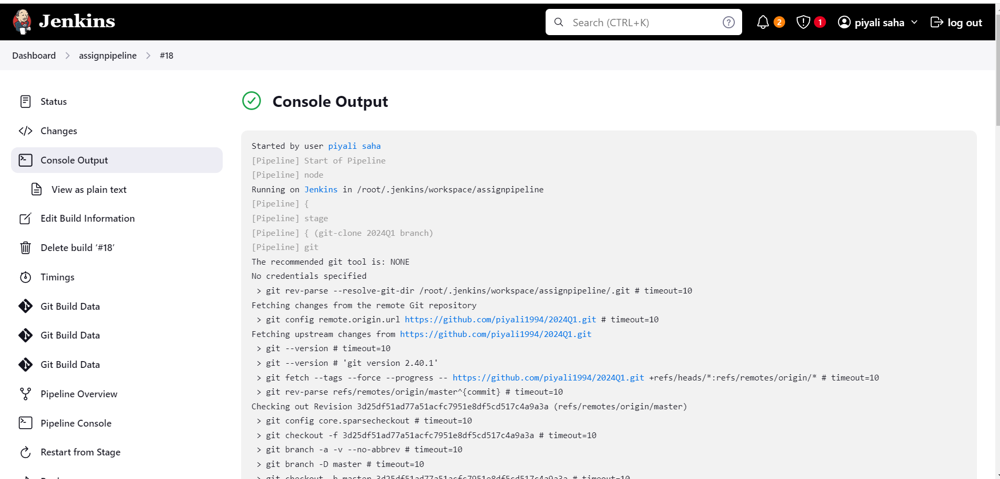 Jenkins
Search (CTRL+K)
2
1
piyali saha
log out
Dashboard
assignpipeline
#18
Status
Changes
Console Output
View as plain text
Edit Build Information
Delete build ‘#18’
Timings
Git Build Data
Git Build Data
Git Build Data
Pipeline Overview
Pipeline Console
Restart from Stage
Console Output
Started by user piyali saha
[Pipeline] Start of Pipeline
[Pipeline] node
Running on Jenkins in /root/.jenkins/workspace/assignpipeline
[Pipeline] {
[Pipeline] stage
[Pipeline] { (git-clone 2024Q1 branch)
[Pipeline] git
The recommended git tool is: NONE
No credentials specified
> git rev-parse --resolve-git-dir /root/.jenkins/workspace/assignpipeline/.git # timeout=10
Fetching changes from the remote Git repository
> git config remote.origin.url https://github.com/piyali1994/2024Q1.git # timeout=10
Fetching upstream changes from https://github.com/piyali1994/2024Q1.git
> git --version # timeout=10
> git --version # 'git version 2.40.1'
> git fetch --tags --force --progress -- https://github.com/piyali1994/2024Q1.git +refs/heads/*:refs/remotes/origin/* # timeout=10
> git rev-parse refs/remotes/origin/master^{commit} # timeout=10
Checking out Revision 3d25df51ad77a51acfc7951e8df5cd517c4a9a3a (refs/remotes/origin/master)
> git config core.sparsecheckout # timeout=10
> git checkout -f 3d25df51ad77a51acfc7951e8df5cd517c4a9a3a # timeout=10
> git branch -a -v --no-abbrev # timeout=10
> git branch -D master # timeout=10
> git checkout -b master 3d25df51ad77a51acfc7951e8df5cd517c4a9a3a # timeout=10